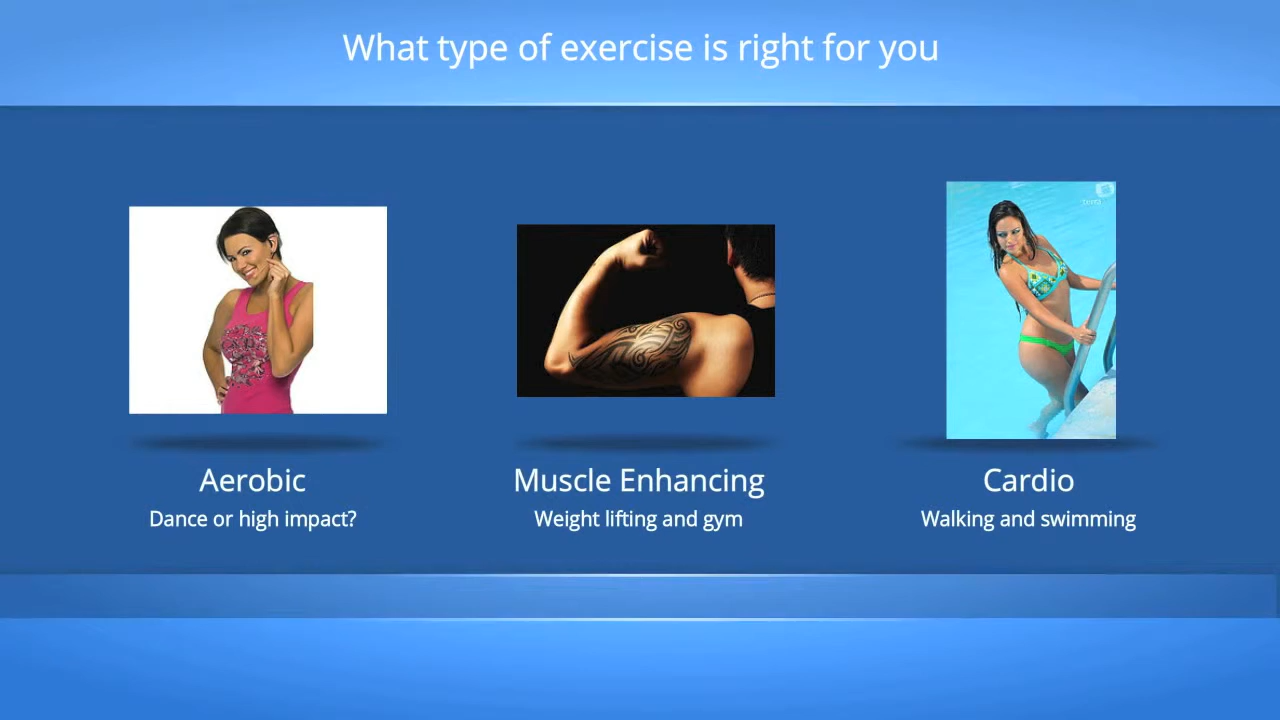 What type of exercise is right for you
terra
Aerobic
Muscle Enhancing
Cardio
Dance or high impact?
Weight lifting and gym
Walking and swimming